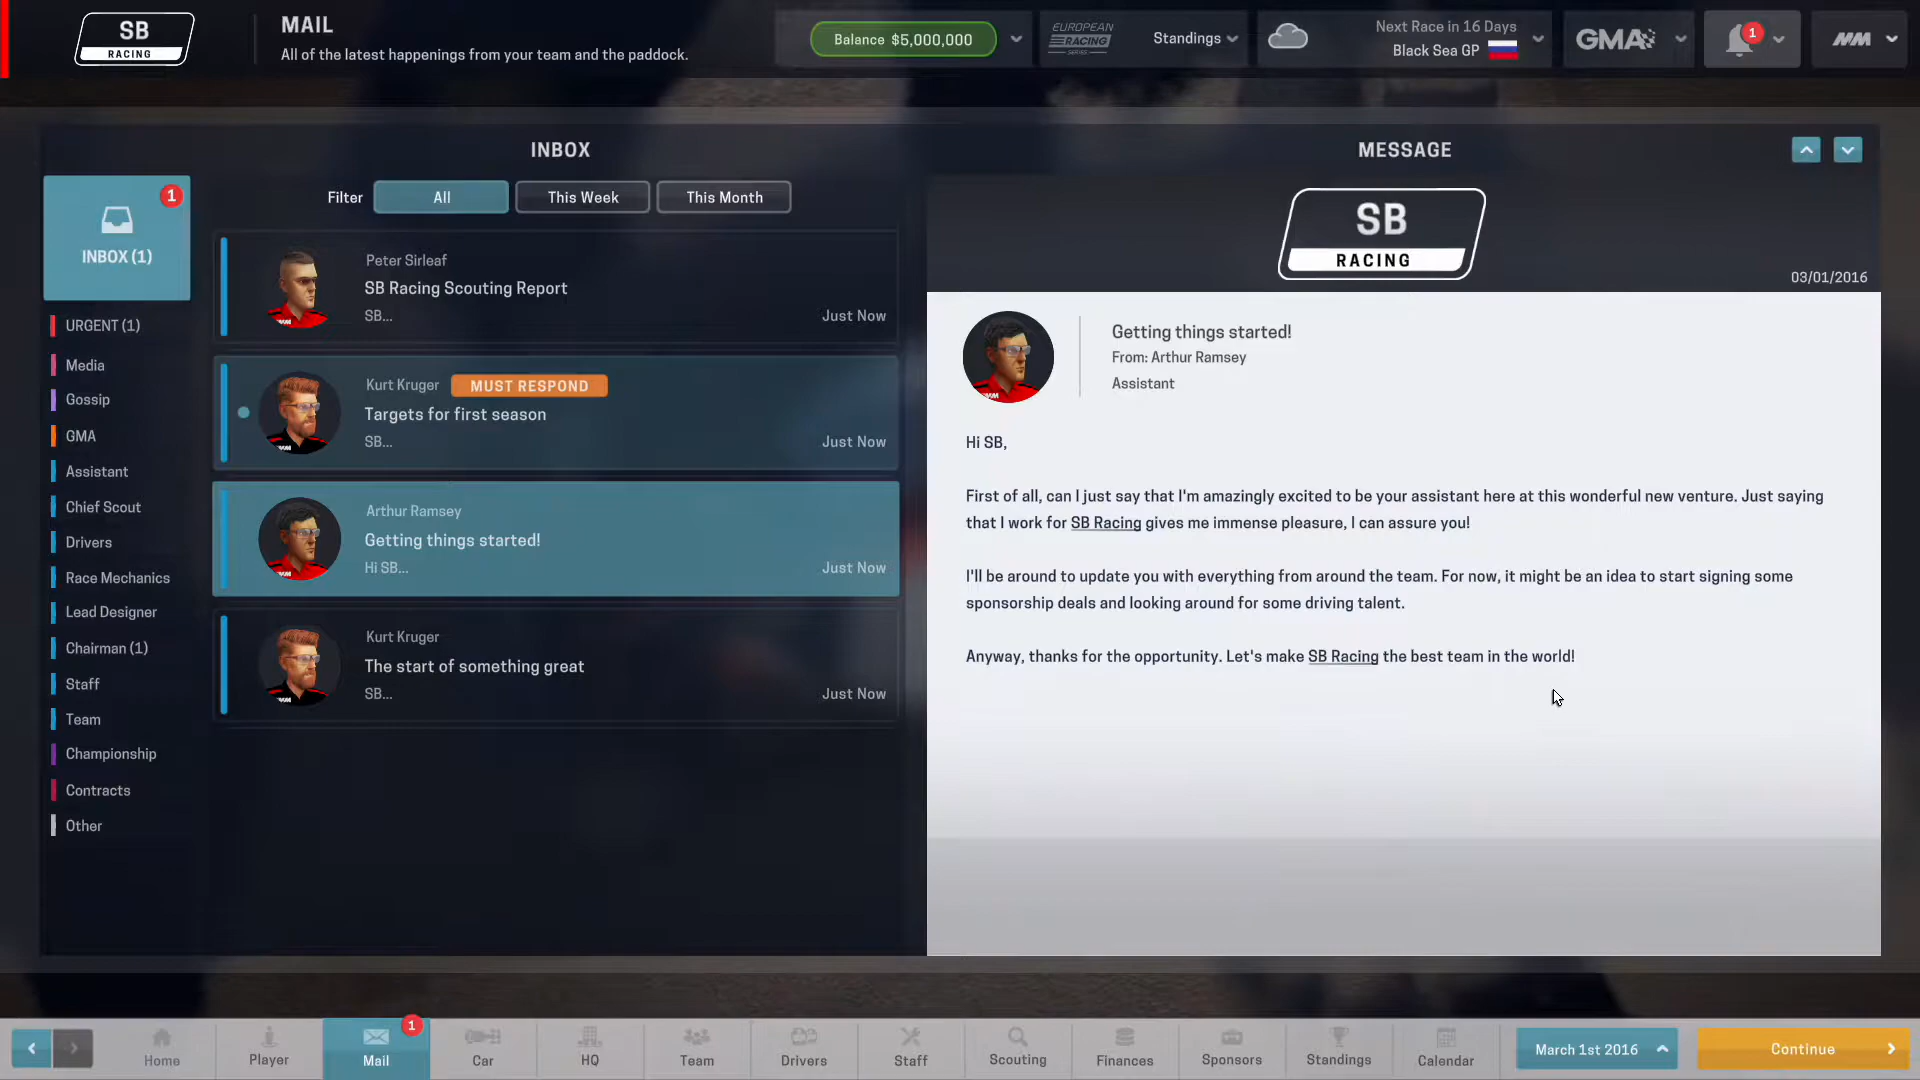 SB
RACING
MAIL
All of the latest happenings from your team and the paddock.
Balance $5,000,000
EUROPEAN
RACING
SERIES
Standings
Next Race in 16 Days
Black Sea GP
GMA
1
INBOX
MESSAGE
1
INBOX (1)
Filter
All
This Week
This Month
URGENT (1)
Media
Gossip
GMA
Assistant
Chief Scout
Drivers
Race Mechanics
Lead Designer
Chairman (1)
Staff
Team
Championship
Contracts
Other
Peter Sirleaf
SB Racing Scouting Report
SB...
Just Now
Kurt Kruger
MUST RESPOND
Targets for first season
SB...
Just Now
Arthur Ramsey
Getting things started!
Hi SB...
Just Now
Kurt Kruger
The start of something great
SB...
Just Now
SB
RACING
03/01/2016
Getting things started!
From: Arthur Ramsey
Assistant
Hi SB,
First of all, can I just say that I'm amazingly excited to be your assistant here at this wonderful new venture. Just saying
that I work for SB Racing gives me immense pleasure, I can assure you!
I'll be around to update you with everything from around the team. For now, it might be an idea to start signing some
sponsorship deals and looking around for some driving talent.
Anyway, thanks for the opportunity. Let's make SB Racing the best team in the world!
Home
Player
Mail
1
Car
HQ
Team
Drivers
Staff
Scouting
Finances
Sponsors
Standings
Calendar
March 1st 2016
Continue